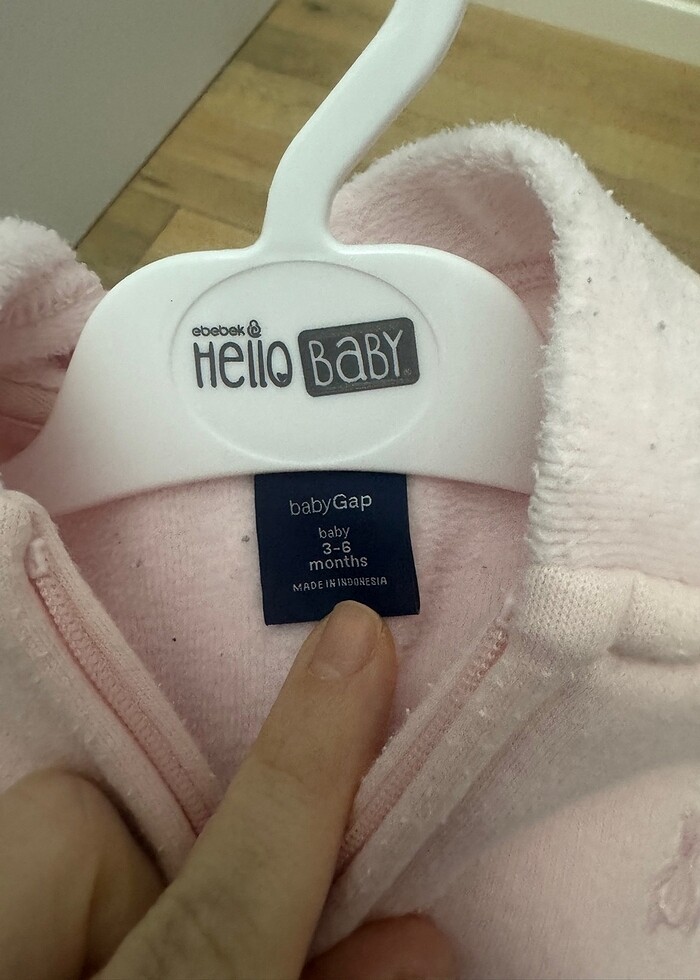 ebebek
Hello BaBY
babyGap
baby
3-6
months
MADE IN INDONESIA